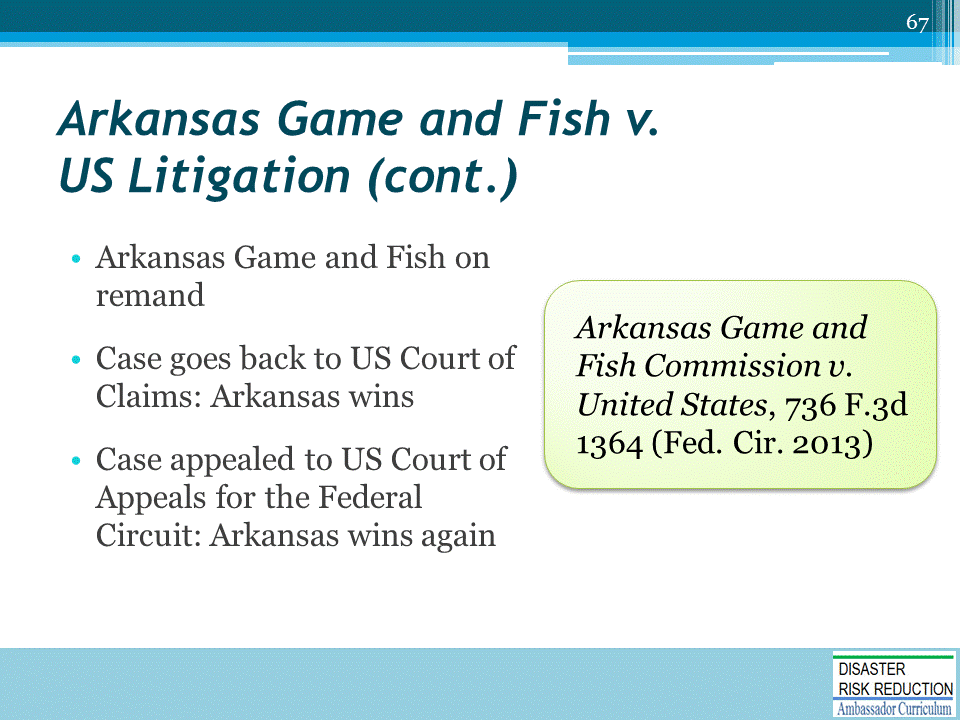 67
Arkansas Game and Fish v.
US Litigation (cont.)
• Arkansas Game and Fish on
remand
• Case goes back to US Court of
Claims: Arkansas wins
• Case appealed to US Court of
Appeals for the Federal
Circuit: Arkansas wins again
Arkansas Game and
Fish Commission v.
United States, 736 F.3d
1364 (Fed. Cir. 2013)
DISASTER
RISK REDUCTION
Ambassador Curriculum